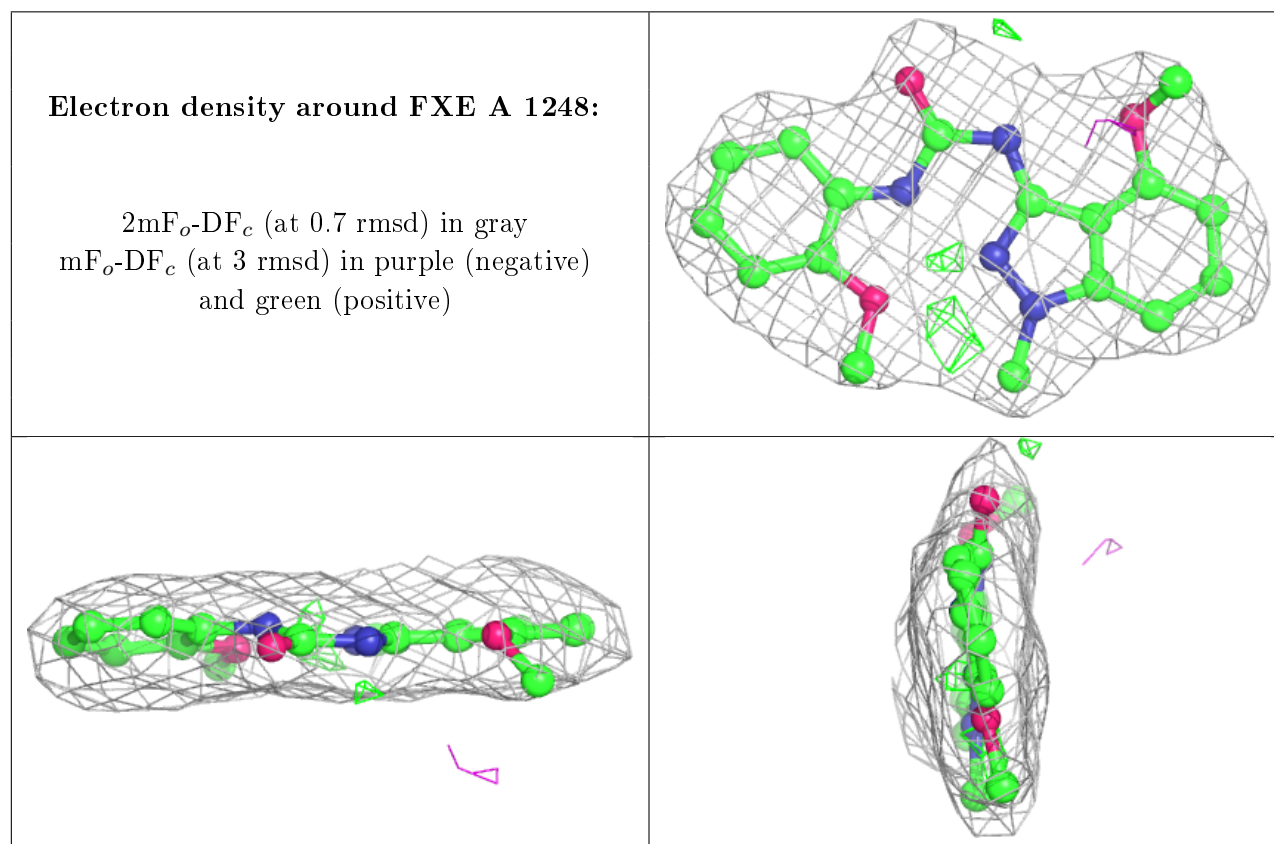 Electron density around FXE A 1248:
2mFo-DFc (at 0.7 rmsd) in gray
mFo-DFc (at 3 rmsd) in purple (negative)
and green (positive)